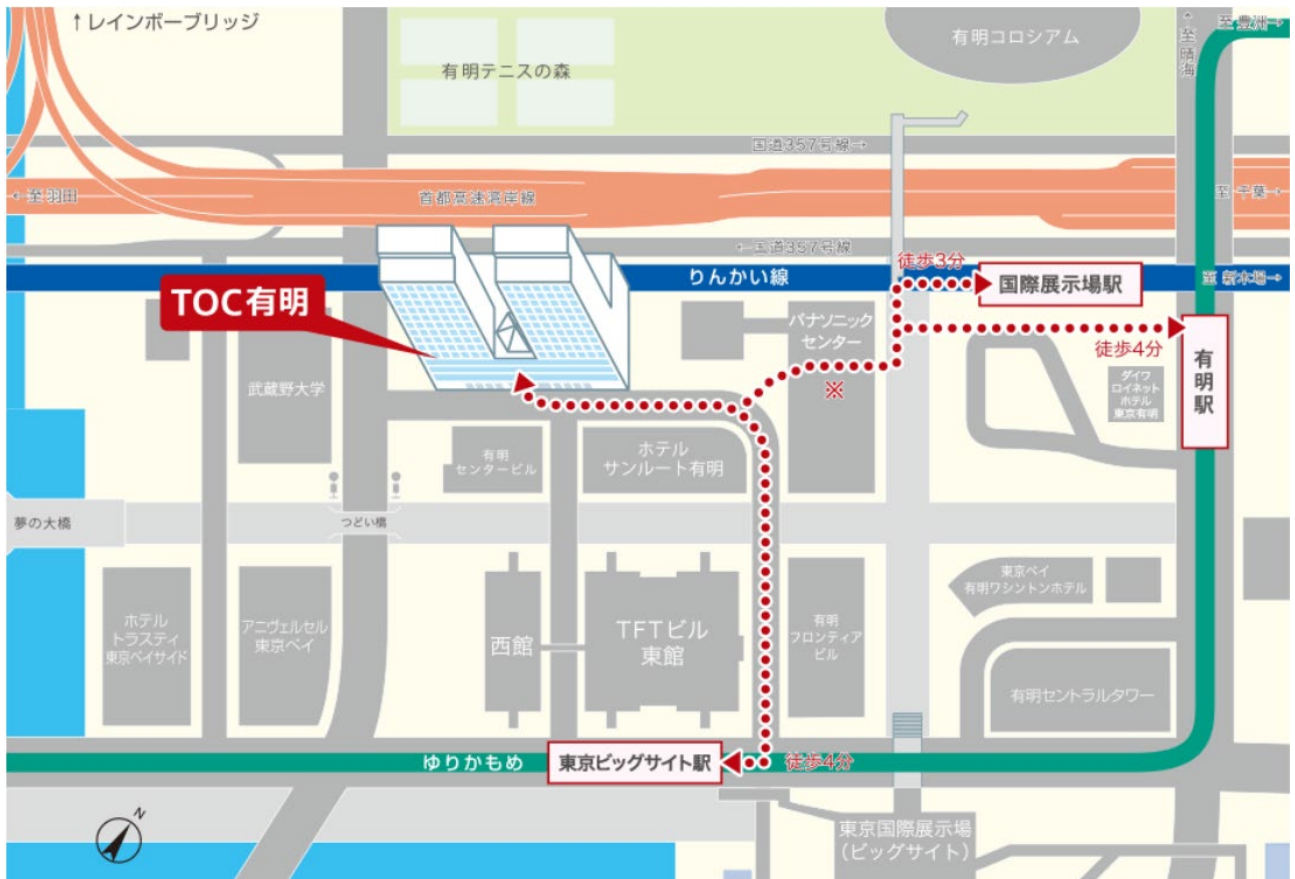 ↑レインボーブリッジ
有明テニスの森
有明コロシアム
↑至晴海
至 豊洲→
国道357号線→
←至羽田
首都高速湾岸線
至 千葉→
←国道357号線
りんかい線
徒歩3分
国際展示場駅
至 新木場→
TOC有明
パナソニック
センター
※
徒歩4分
有明駅
ダイワ
ロイネット
ホテル
東京有明
武蔵野大学
有明
センタービル
ホテル
サンルート有明
夢の大橋
つどい橋
ホテル
トラスティ
東京ベイサイド
アニヴェルセル
東京ベイ
西館
TFTビル
東館
有明
フロンティア
ビル
東京ベイ
有明ワシントンホテル
有明セントラルタワー
ゆりかもめ
東京ビッグサイト駅
徒歩4分
N
東京国際展示場
(ビッグサイト)